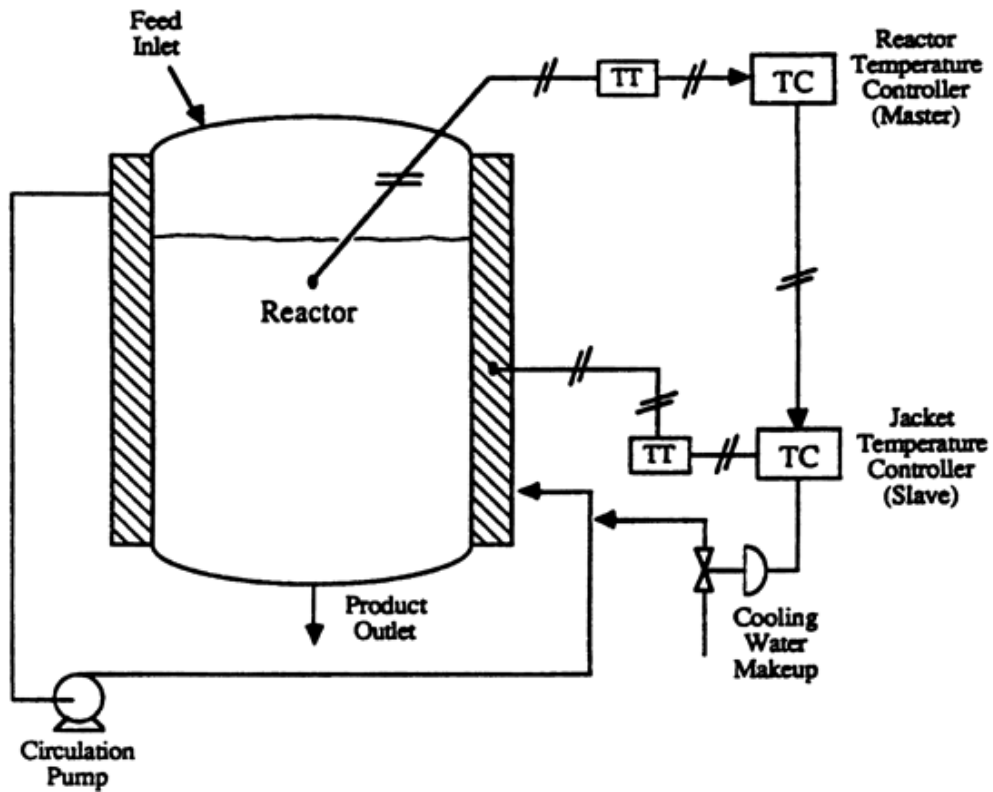 Feed
Inlet
TT
TC
Reactor
Temperature
Controller
(Master)
Reactor
TT
TC
Jacket
Temperature
Controller
(Slave)
Product
Outlet
Cooling
Water
Makeup
Circulation
Pump